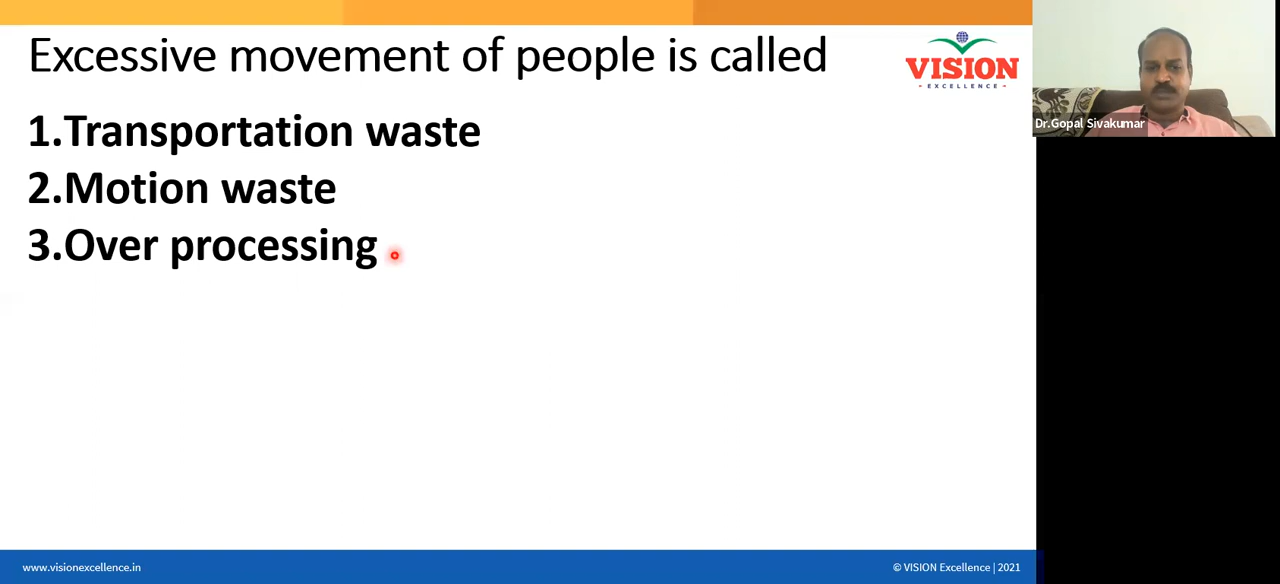 Excessive movement of people is called
VISION
- EXCELLENCE -
Dr.Gopal Sivakumar
1.Transportation waste
2.Motion waste
3.Over processing
www.visionexcellence.in
© VISION Excellence | 2021